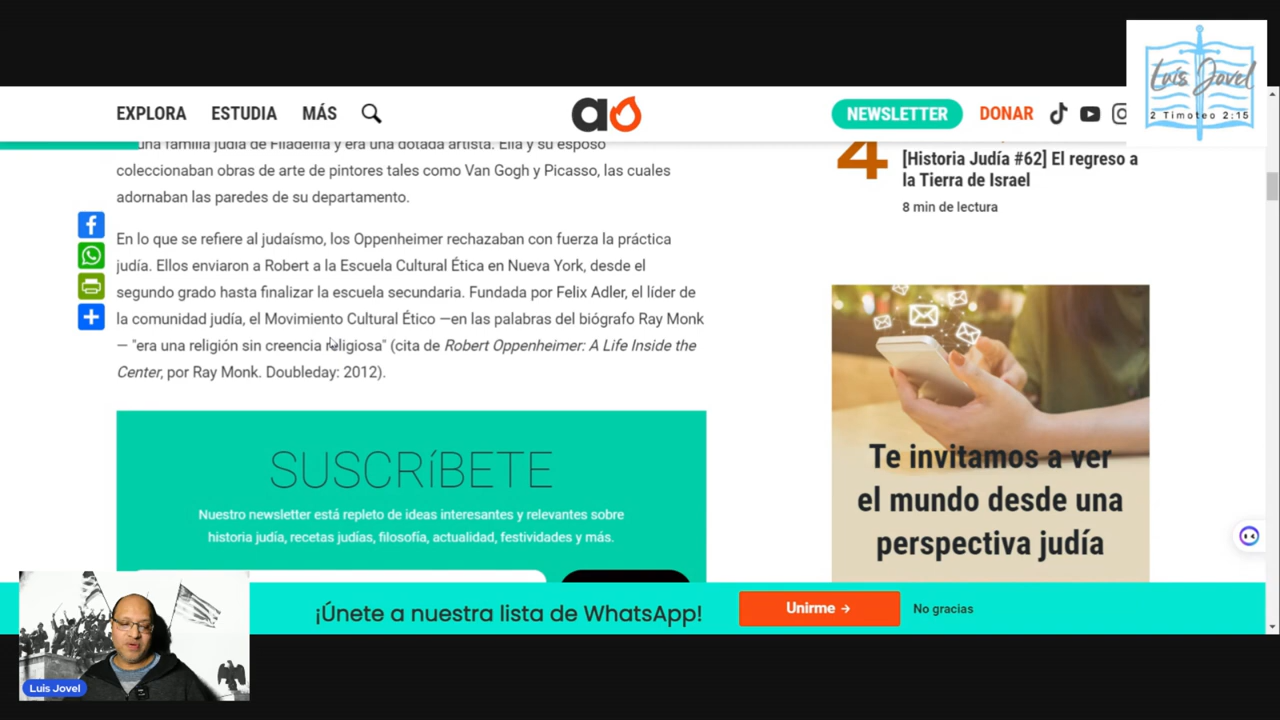 Luis Jovel
2 Timoteo 2:15
EXPLORA ESTUDIA MÁS
NEWSLETTER DONAR
una familia judía de Filadelfia y era una dotada artista. Ella y su esposo
coleccionaban obras de arte de pintores tales como Van Gogh y Picasso, las cuales
adornaban las paredes de su departamento.
En lo que se refiere al judaísmo, los Oppenheimer rechazaban con fuerza la práctica
judía. Ellos enviaron a Robert a la Escuela Cultural Ética en Nueva York, desde el
segundo grado hasta finalizar la escuela secundaria. Fundada por Felix Adler, el líder de
la comunidad judía, el Movimiento Cultural Ético —en las palabras del biógrafo Ray Monk
— "era una religión sin creencia religiosa" (cita de Robert Oppenheimer: A Life Inside the
Center, por Ray Monk. Doubleday: 2012).
SUSCRíBETE
Nuestro newsletter está repleto de ideas interesantes y relevantes sobre
historia judía, recetas judías, filosofía, actualidad, festividades y más.
4
[Historia Judía #62] El regreso a
la Tierra de Israel
8 min de lectura
Te invitamos a ver
el mundo desde una
perspectiva judía
¡Únete a nuestra lista de WhatsApp!
Unirme →
No gracias
Luis Jovel